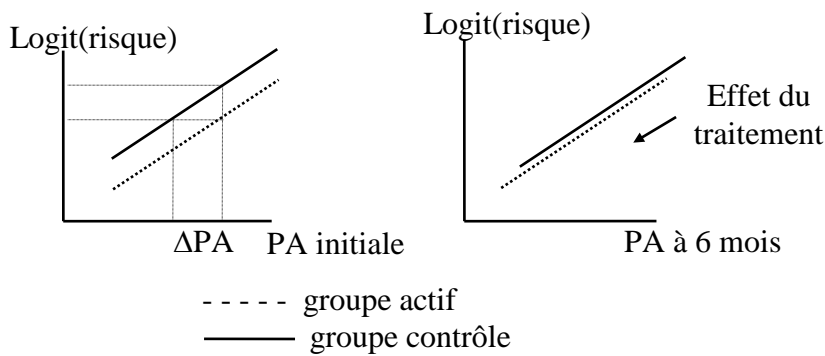 Logit(risque)
ΔPA
PA initiale
Logit(risque)
Effet du
traitement
PA à 6 mois
- - - - - groupe actif
groupe contrôle